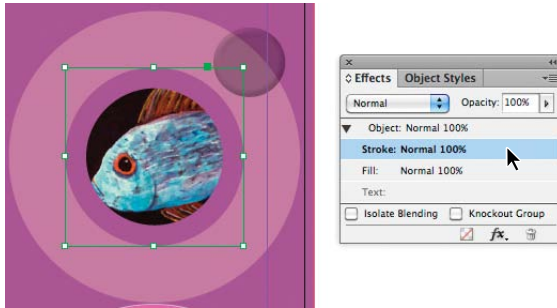 Effects Object Styles
Normal Opacity: 100%
Object: Normal 100%
Stroke: Normal 100%
Fill: Normal 100%
Text:
Isolate Blending Knockout Group
fx.